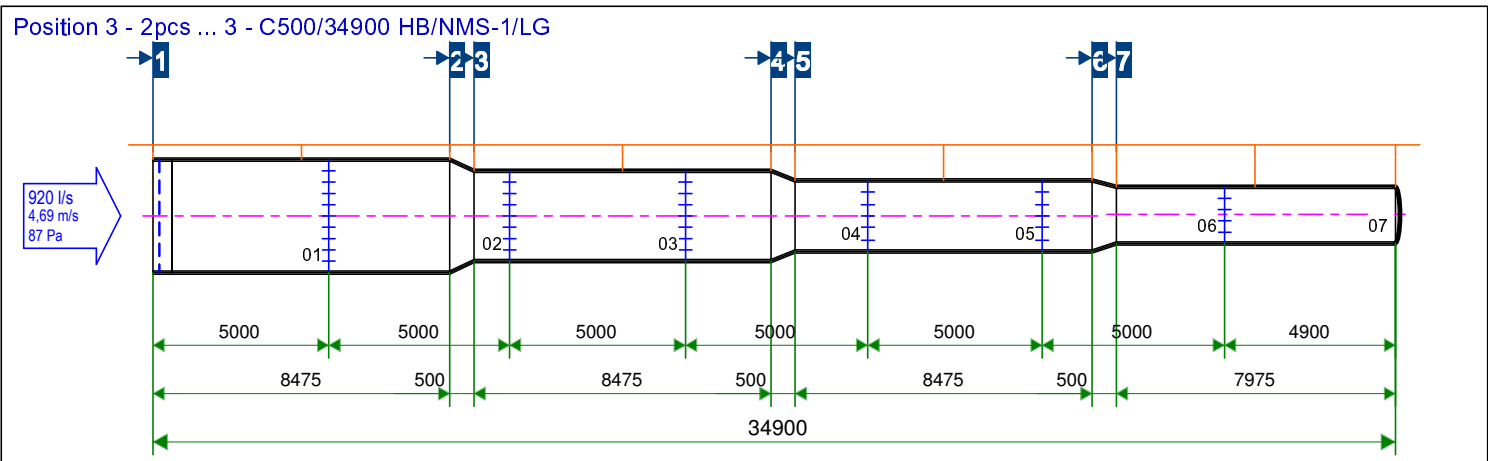 Position 3 - 2pcs ... 3 - C500/34900 HB/NMS-1/LG
1 2 3 4 5 6 7
920 l/s
4,69 m/s
87 Pa
01 02 03 04 05 06 07
5000 5000 5000 5000 5000 5000 4900
8475 500 8475 500 8475 500 7975
34900